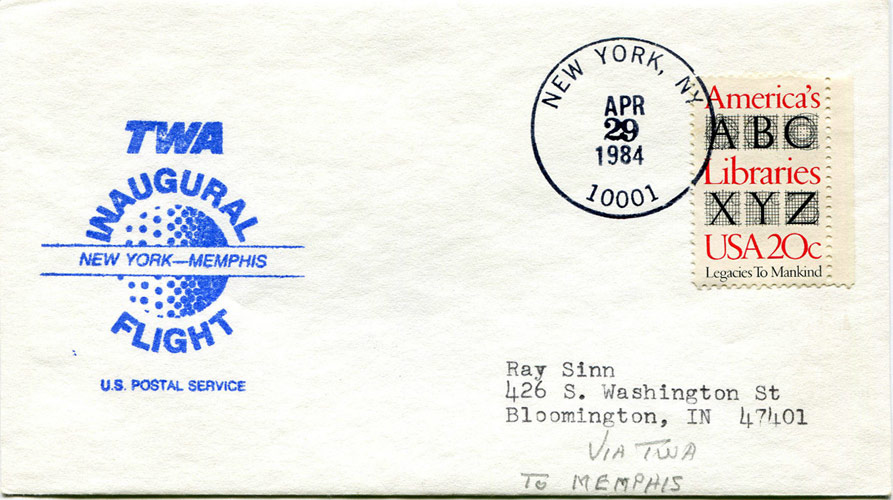 TWA
INAUGURAL
NEW YORK—MEMPHIS
FLIGHT
U.S. POSTAL SERVICE
NEW YORK, NY
APR
29
1984
10001
America's
ABC
Libraries
XYZ
USA 20c
Legacies To Mankind
Ray Sinn
426 S. Washington St
Bloomington, IN 47401
VIA TWA
TO MEMPHIS